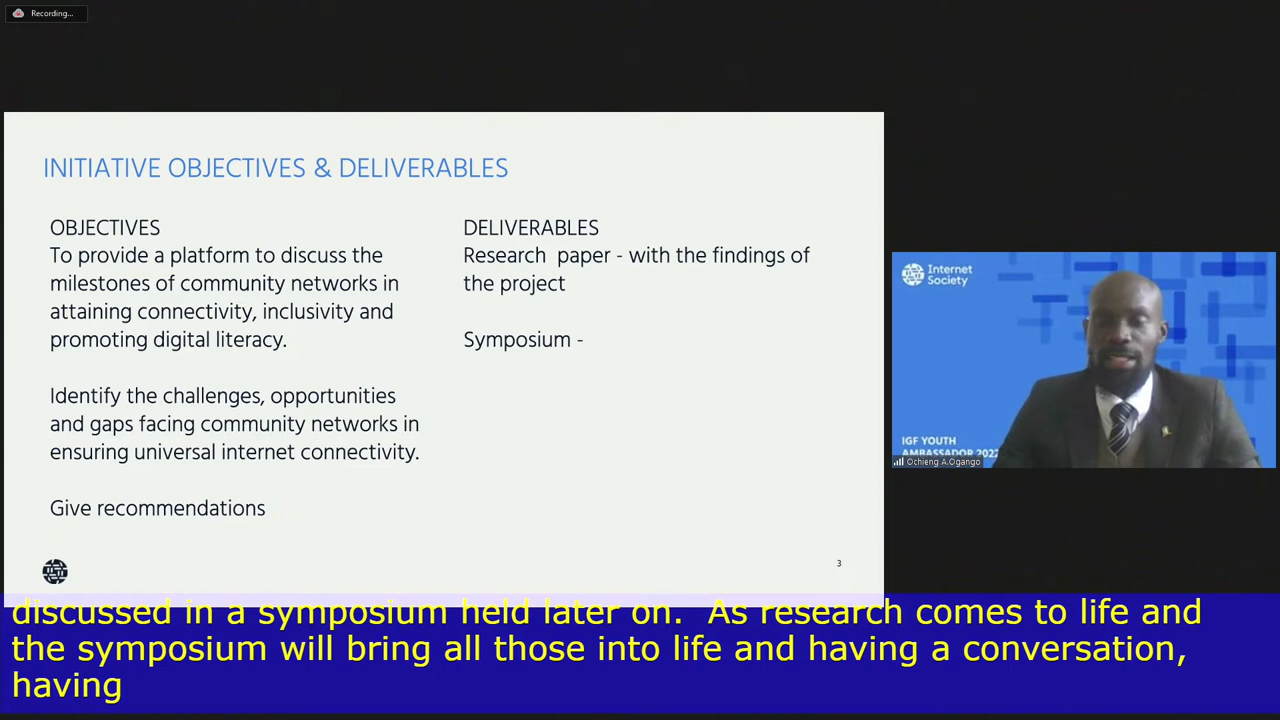 Recording...
INITIATIVE OBJECTIVES & DELIVERABLES
OBJECTIVES
To provide a platform to discuss the
milestones of community networks in
attaining connectivity, inclusivity and
promoting digital literacy.
Identify the challenges, opportunities
and gaps facing community networks in
ensuring universal internet connectivity.
Give recommendations
DELIVERABLES
Research paper - with the findings of
the project
Symposium -
3
Internet
Society
IGF YOUTH
AMBASSADOR 2022
Ochieng A.Ogango
discussed in a symposium held later on. As research comes to life and
the symposium will bring all those into life and having a conversation,
having